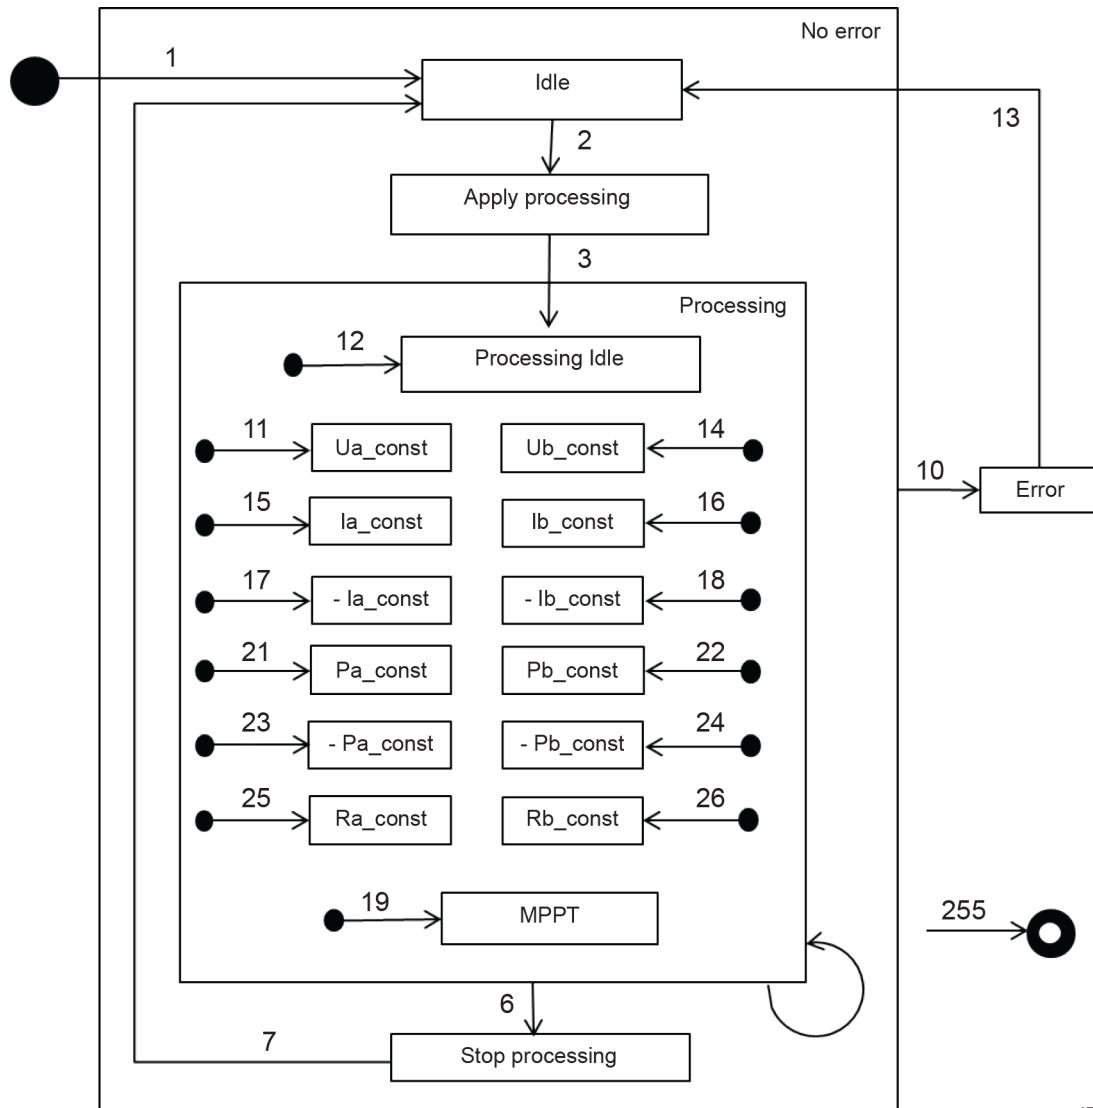 No error
1
Idle
13
2
Apply processing
3
Processing
12
Processing Idle
11
Ua_const
Ub_const
14
15
Ia_const
Ib_const
16
10
Error
17
- Ia_const
- Ib_const
18
21
Pa_const
Pb_const
22
23
- Pa_const
- Pb_const
24
25
Ra_const
Rb_const
26
19
MPPT
255
6
7
Stop processing